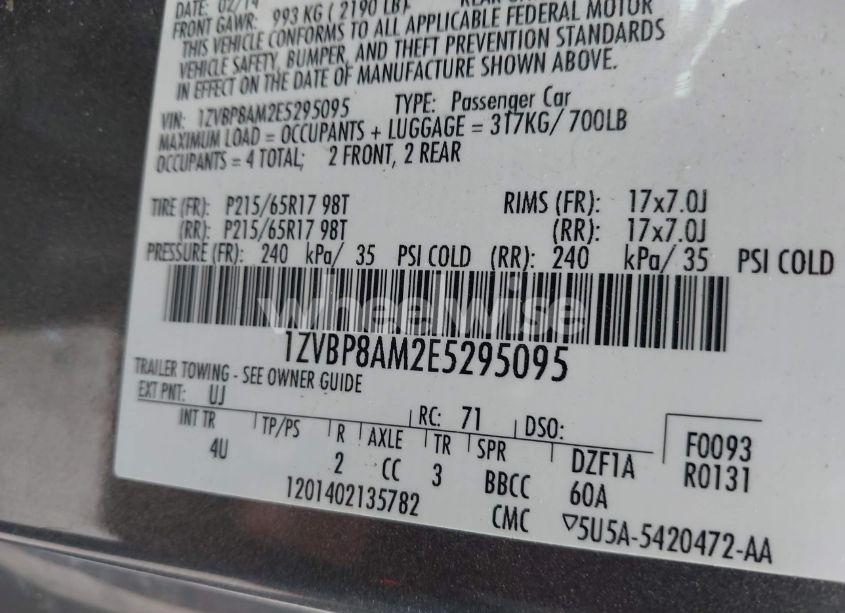 DATE: 02/14
FRONT GAWR: 993 KG ( 2190 LB).
THIS VEHICLE CONFORMS TO ALL APPLICABLE FEDERAL MOTOR
VEHICLE SAFETY, BUMPER, AND THEFT PREVENTION STANDARDS
IN EFFECT ON THE DATE OF MANUFACTURE SHOWN ABOVE.
VIN: 1ZVBP8AM2E5295095 TYPE: Passenger Car
MAXIMUM LOAD = OCCUPANTS + LUGGAGE = 317KG/ 700LB
OCCUPANTS = 4 TOTAL; 2 FRONT, 2 REAR
TIRE (FR): P215/65R17 98T RIMS (FR): 17x7.0J
(RR): P215/65R17 98T (RR): 17x7.0J
PRESSURE (FR): 240 kPa/ 35 PSI COLD (RR): 240 kPa/ 35 PSI COLD
wheelwise
1ZVBP8AM2E5295095
TRAILER TOWING - SEE OWNER GUIDE
EXT PNT: UJ RC: 71 DSO:
INT TR TP/PS R AXLE TR SPR DZF1A F0093
4U 2 CC 3 BBCC 60A R0131
1201402135782 CMC ▽5U5A-5420472-AA